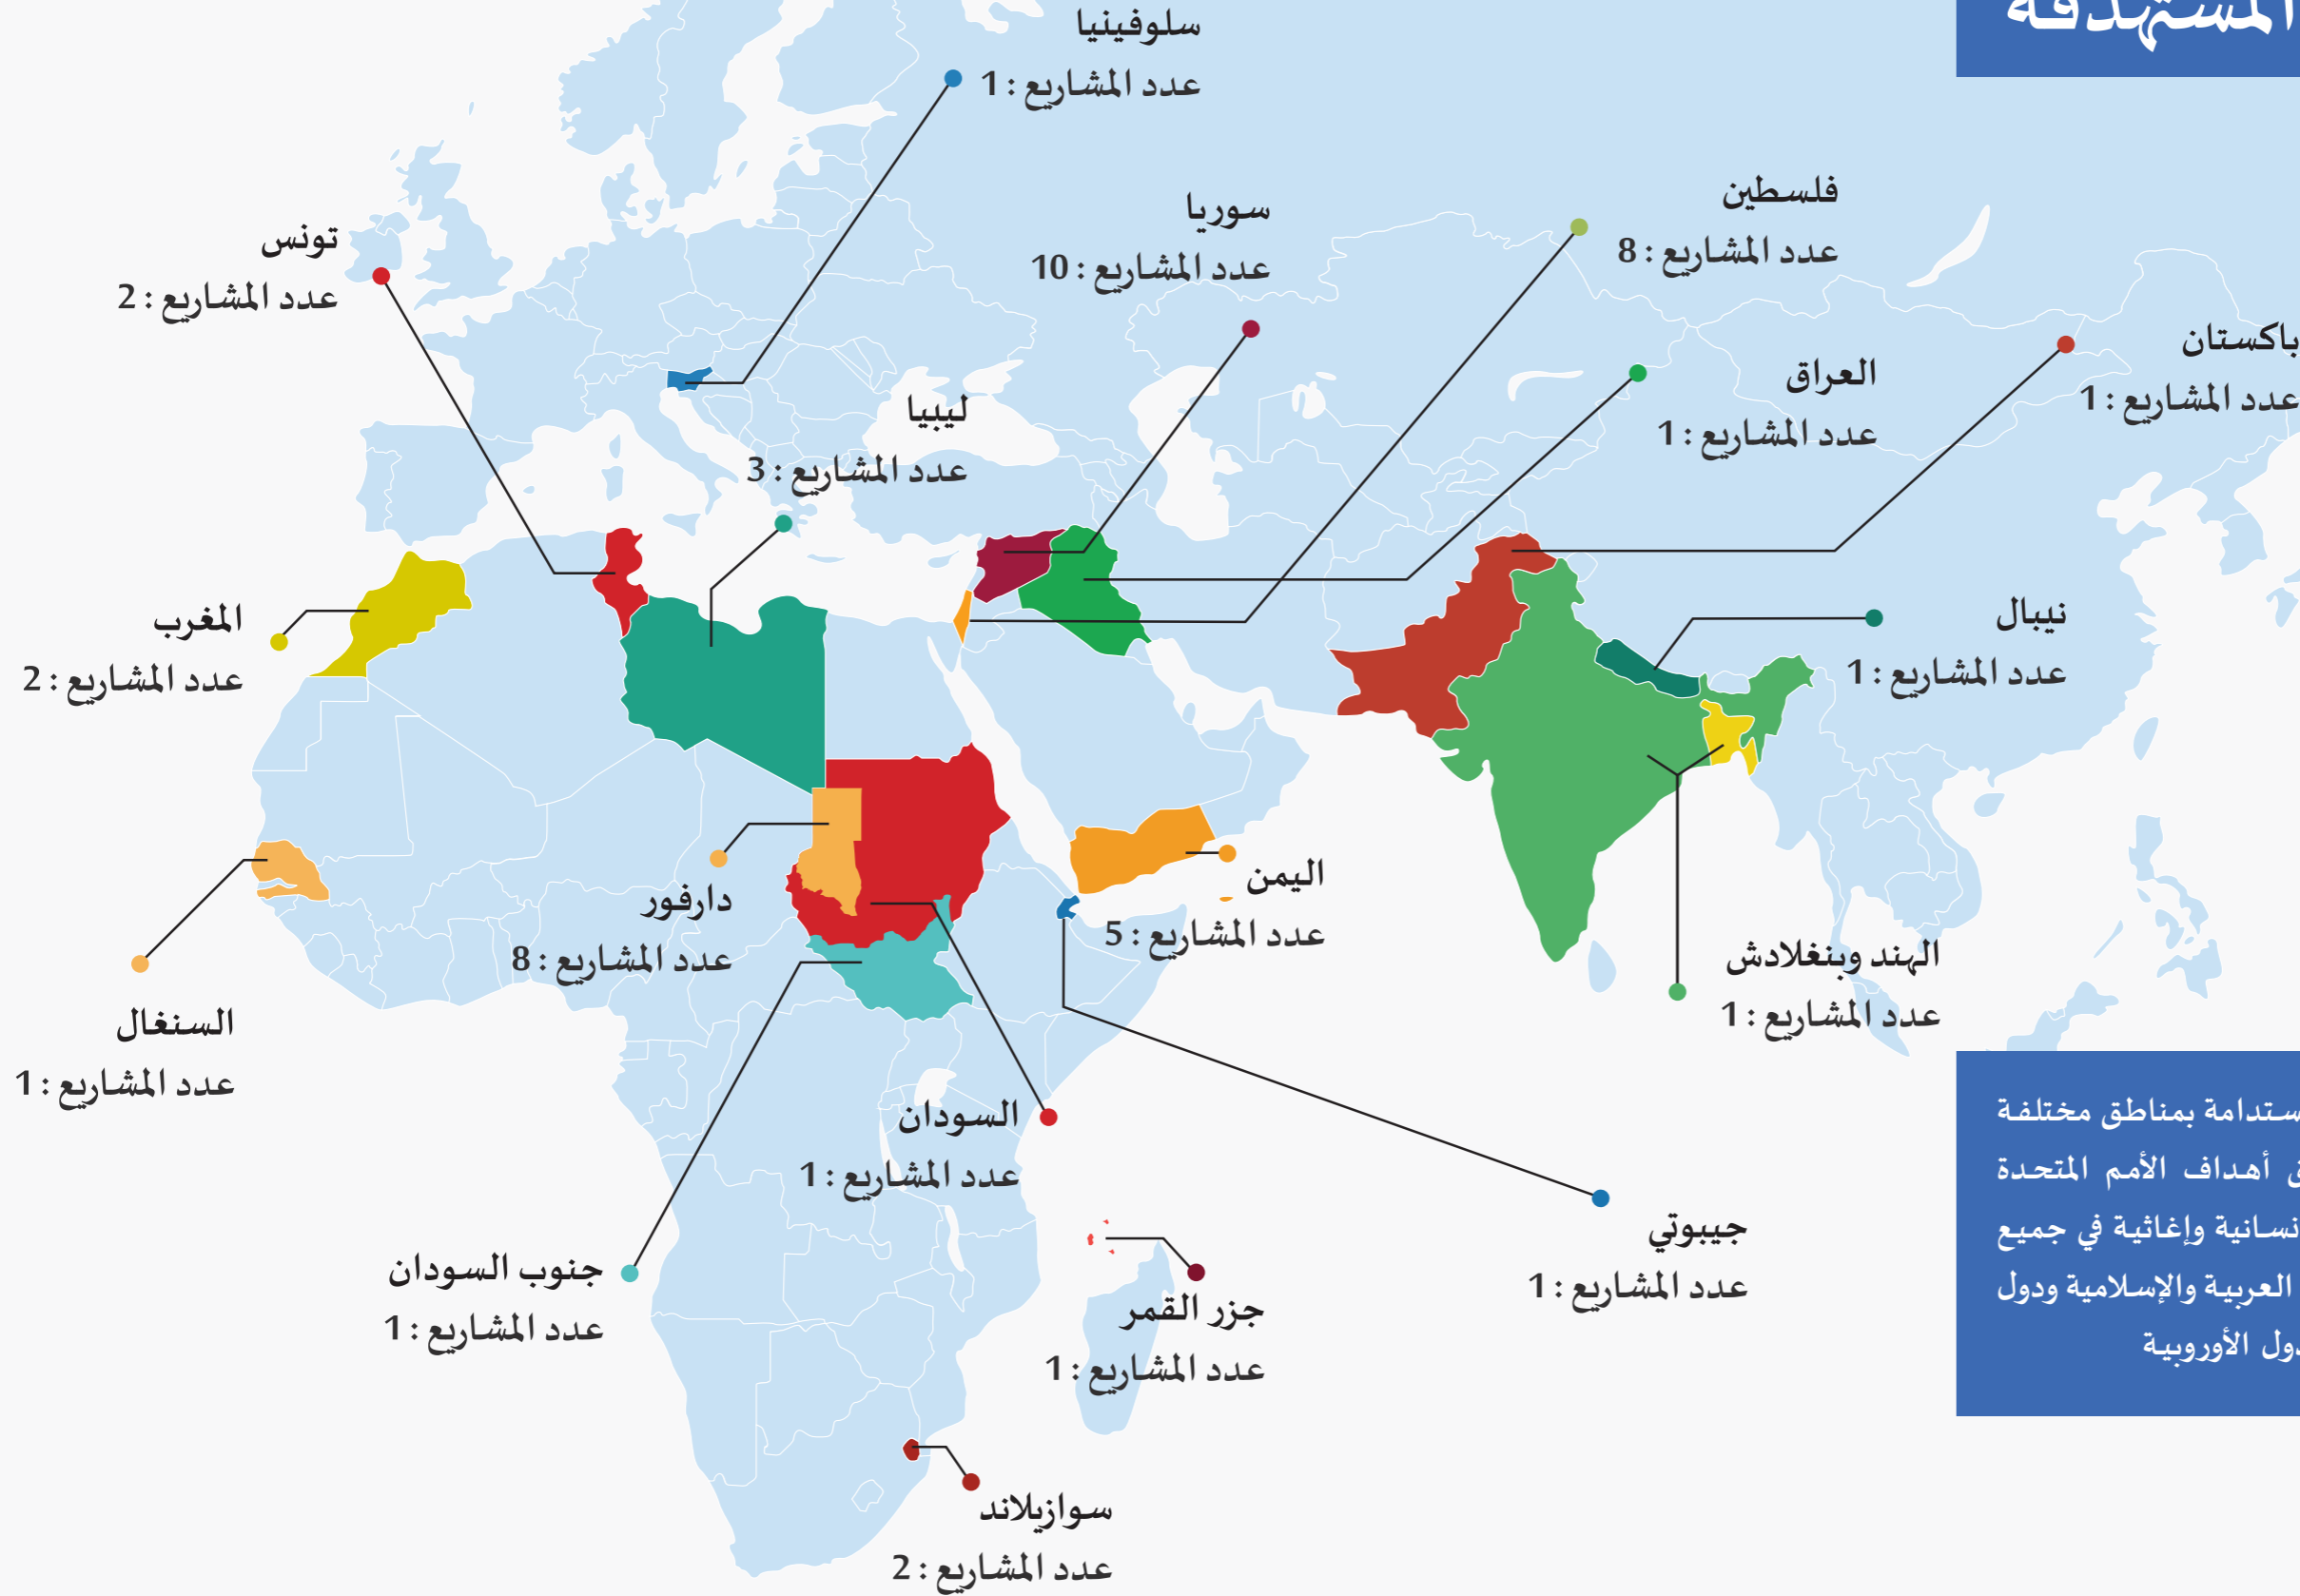 المستهدفة
سلوفينيا
عدد المشاريع : 1
فلسطين
عدد المشاريع : 8
سوريا
عدد المشاريع : 10
تونس
عدد المشاريع : 2
باكستان
عدد المشاريع : 1
العراق
عدد المشاريع : 1
ليبيا
عدد المشاريع : 3
نيبال
عدد المشاريع : 1
المغرب
عدد المشاريع : 2
اليمن
عدد المشاريع : 5
دارفور
عدد المشاريع : 8
الهند وبنغلادش
عدد المشاريع : 1
السنغال
عدد المشاريع : 1
السودان
عدد المشاريع : 1
جيبوتي
عدد المشاريع : 1
جنوب السودان
عدد المشاريع : 1
جزر القمر
عدد المشاريع : 1
سوازيلاند
عدد المشاريع : 2
بمناطق مختلفة
أهداف الأمم المتحدة
وإغاثية في جميع
العربية والإسلامية ودول
الأوروبية